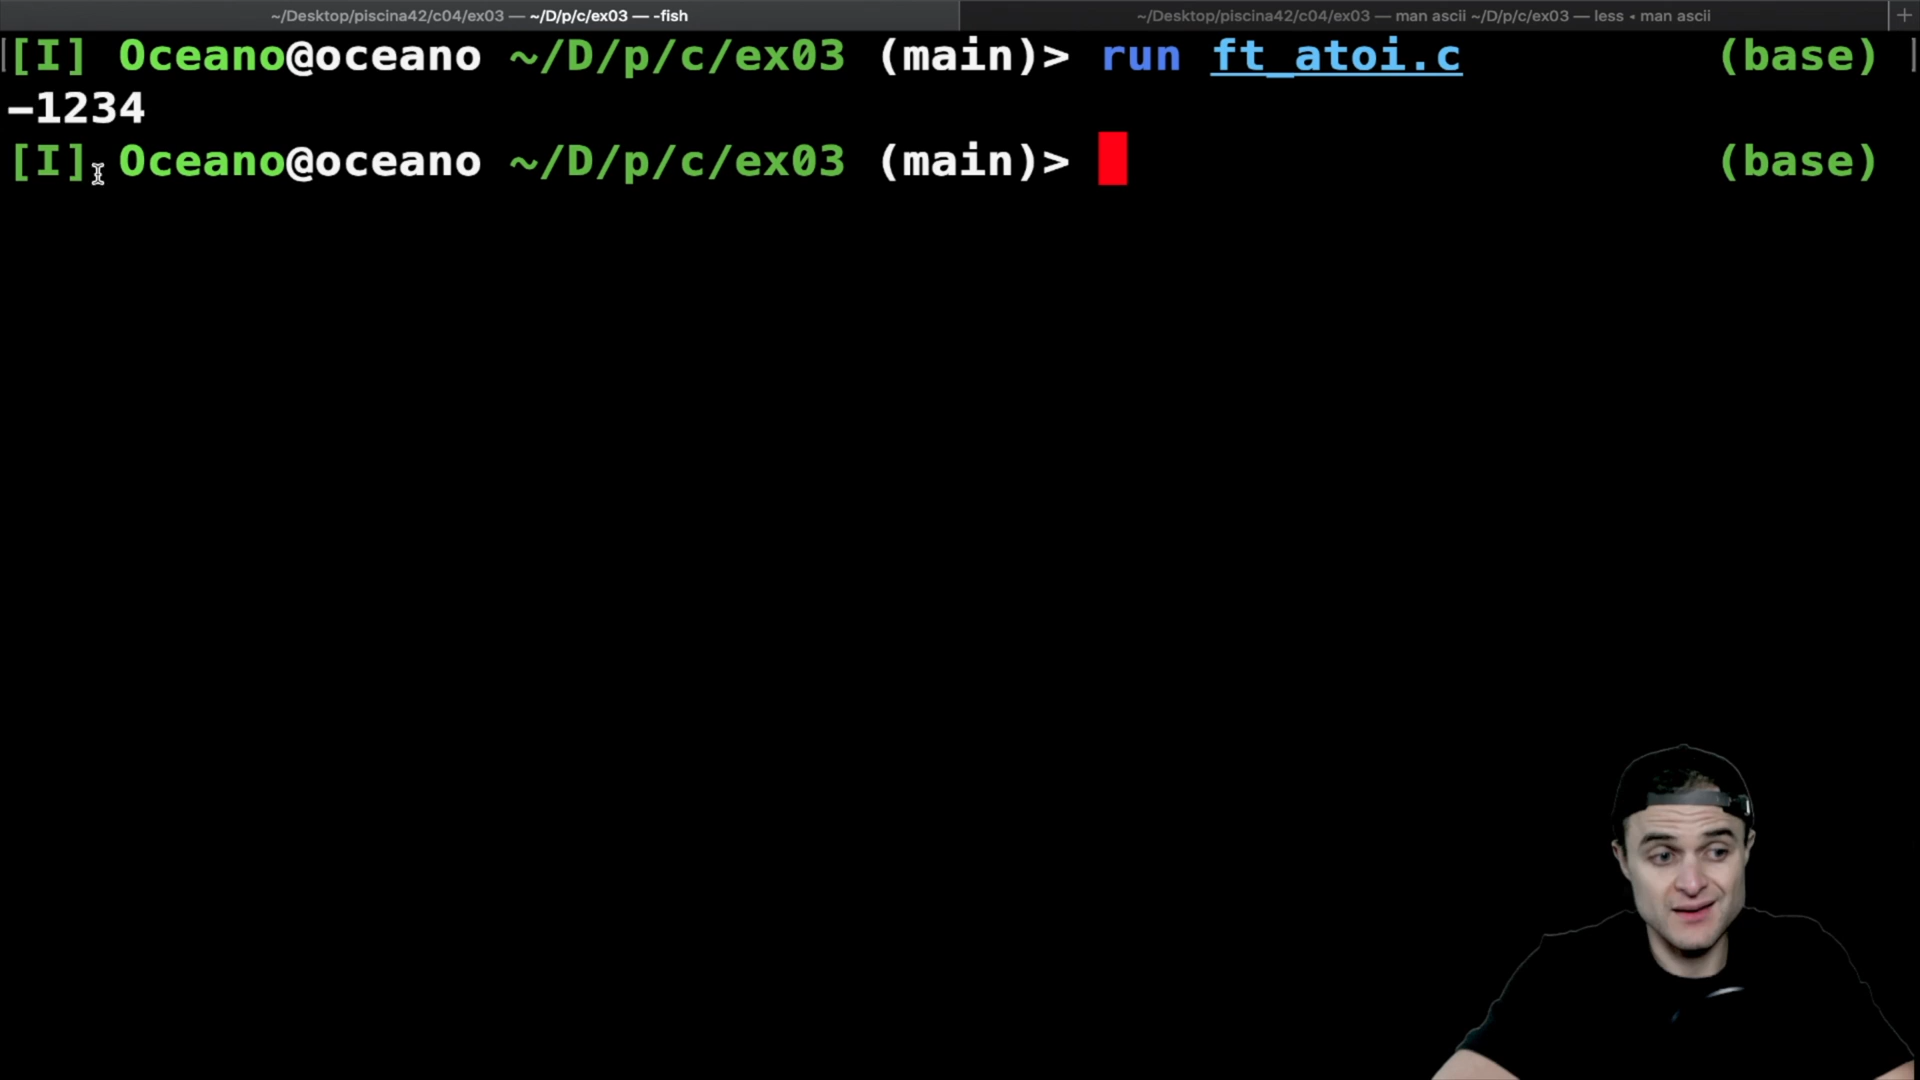 ~/Desktop/piscina42/c04/ex03 — ~/D/p/c/ex03 — -fish
~/Desktop/piscina42/c04/ex03 — man ascii ~/D/p/c/ex03 — less ◂ man ascii
[I] Oceano@oceano ~/D/p/c/ex03 (main)> run ft_atoi.c (base)
-1234
[I] Oceano@oceano ~/D/p/c/ex03 (main)> (base)